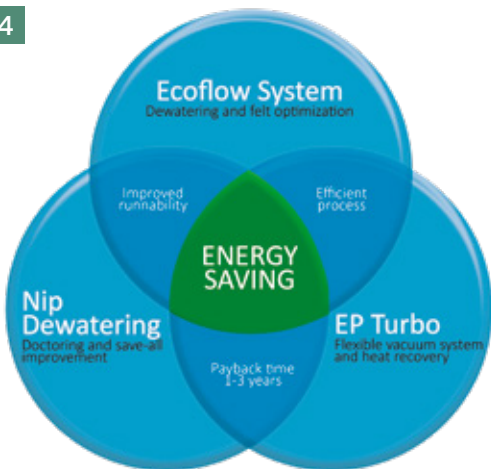 4
Ecoflow System
Dewatering and felt optimization
Improved
runnability
Efficient
process
ENERGY
SAVING
Nip
Dewatering
Doctoring and save-all
improvement
EP Turbo
Flexible vacuum system
and heat recovery
Payback time
1-3 years